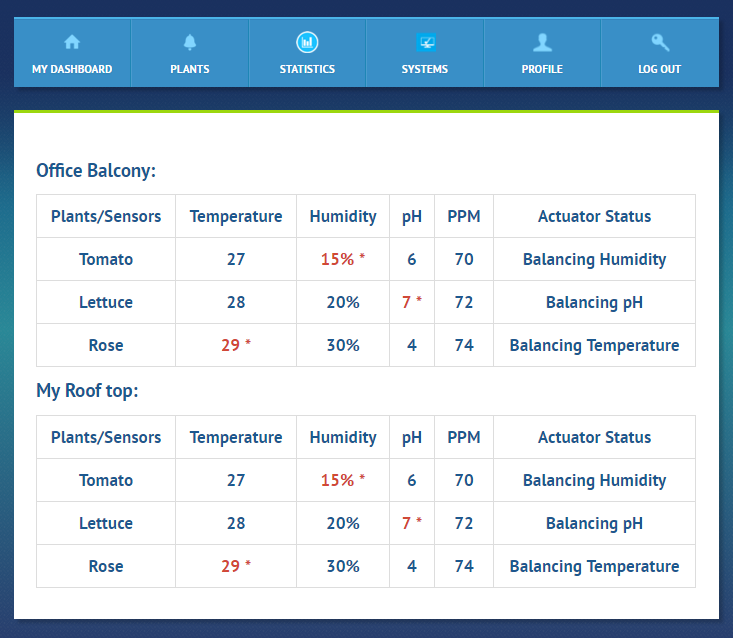 MY DASHBOARD PLANTS STATISTICS SYSTEMS PROFILE LOG OUT
Office Balcony:
Plants/Sensors Temperature Humidity pH PPM Actuator Status
Tomato 27 15% * 6 70 Balancing Humidity
Lettuce 28 20% 7 * 72 Balancing pH
Rose 29 * 30% 4 74 Balancing Temperature
My Roof top:
Plants/Sensors Temperature Humidity pH PPM Actuator Status
Tomato 27 15% * 6 70 Balancing Humidity
Lettuce 28 20% 7 * 72 Balancing pH
Rose 29 * 30% 4 74 Balancing Temperature